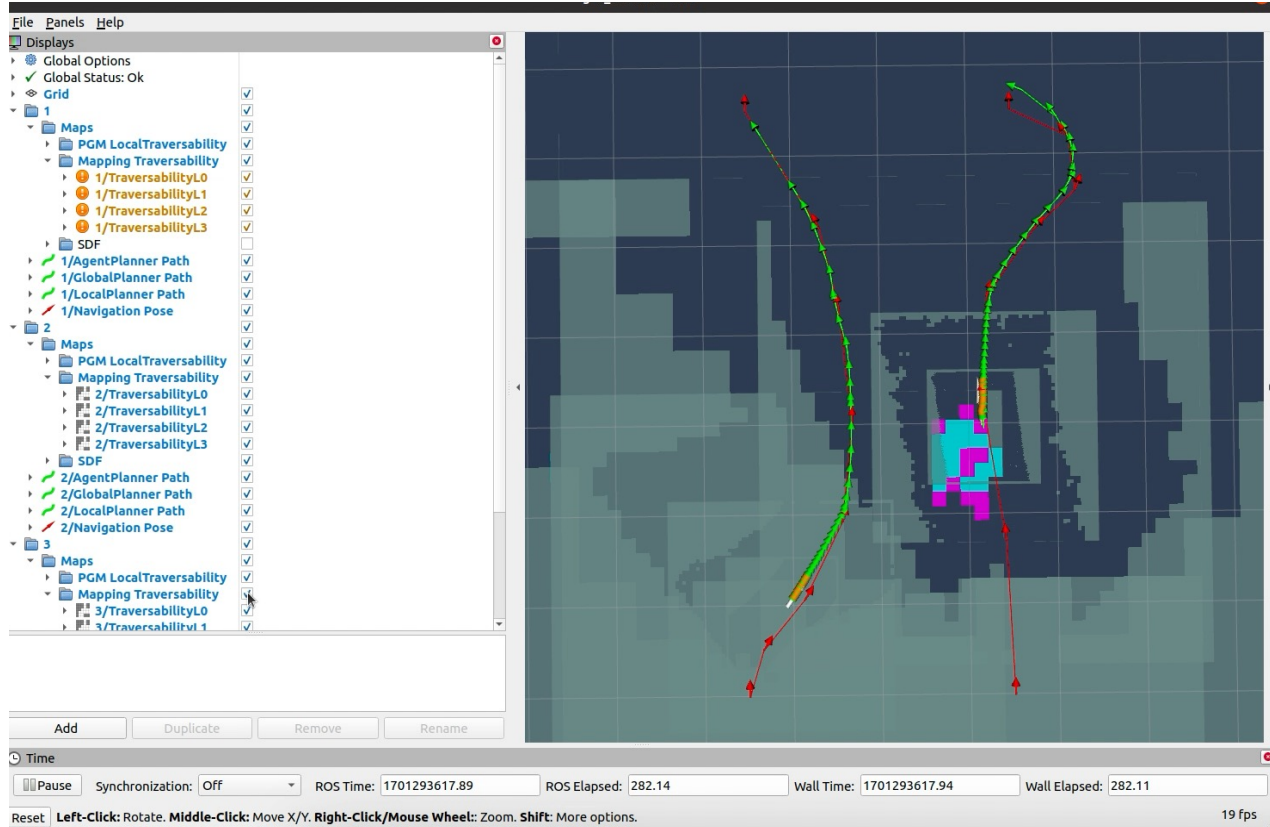 File Panels Help
Displays
Global Options
Global Status: Ok
Grid
1
Maps
PGM LocalTraversability
Mapping Traversability
1/TraversabilityL0
1/TraversabilityL1
1/TraversabilityL2
1/TraversabilityL3
SDF
1/AgentPlanner Path
1/GlobalPlanner Path
1/LocalPlanner Path
1/Navigation Pose
2
Maps
PGM LocalTraversability
Mapping Traversability
2/TraversabilityL0
2/TraversabilityL1
2/TraversabilityL2
2/TraversabilityL3
SDF
2/AgentPlanner Path
2/GlobalPlanner Path
2/LocalPlanner Path
2/Navigation Pose
3
Maps
PGM LocalTraversability
Mapping Traversability
3/TraversabilityL0
3/TraversabilityL1
Add Duplicate Remove Rename
Time
Pause Synchronization: Off ROS Time: 1701293617.89 ROS Elapsed: 282.14 Wall Time: 1701293617.94 Wall Elapsed: 282.11
Reset Left-Click: Rotate. Middle-Click: Move X/Y. Right-Click/Mouse Wheel:: Zoom. Shift: More options. 19 fps